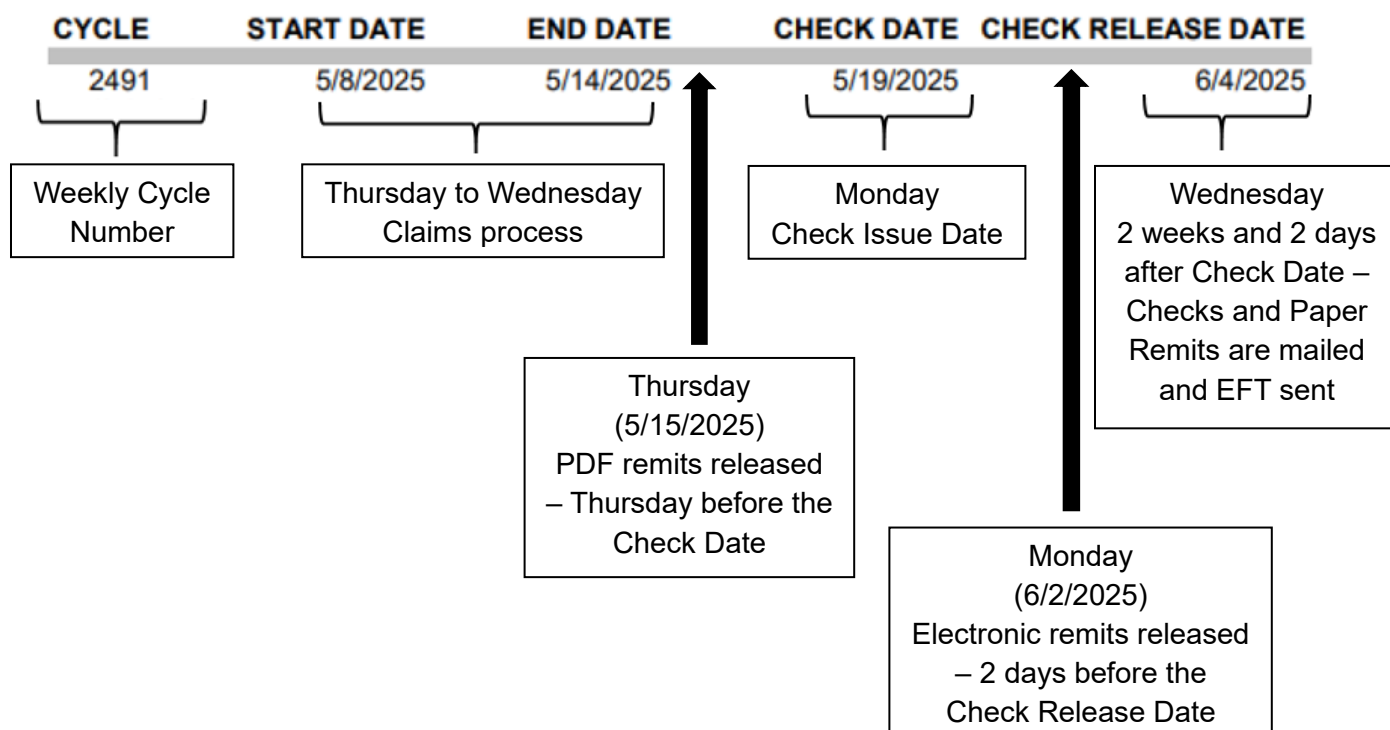 CYCLE START DATE END DATE CHECK DATE CHECK RELEASE DATE
2491 5/8/2025 5/14/2025 5/19/2025 6/4/2025
Weekly Cycle
Number
Thursday to Wednesday
Claims process
Monday
Check Issue Date
Wednesday
2 weeks and 2 days
after Check Date –
Checks and Paper
Remits are mailed
and EFT sent
Thursday
(5/15/2025)
PDF remits released
– Thursday before the
Check Date
Monday
(6/2/2025)
Electronic remits released
– 2 days before the
Check Release Date